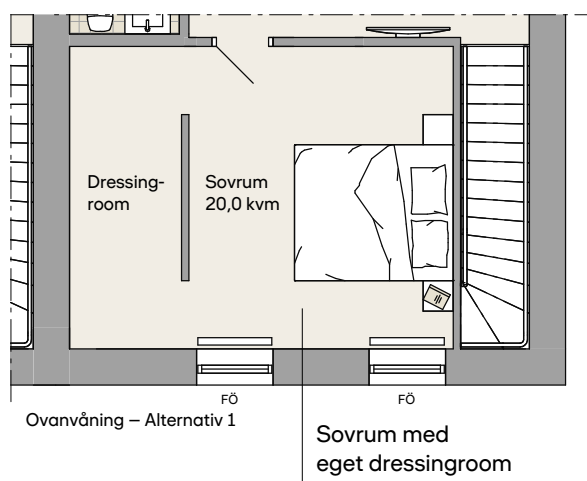 Dressing-
room
Sovrum
20,0 kvm
FÖ
FÖ
Ovanvåning – Alternativ 1
Sovrum med
eget dressingroom